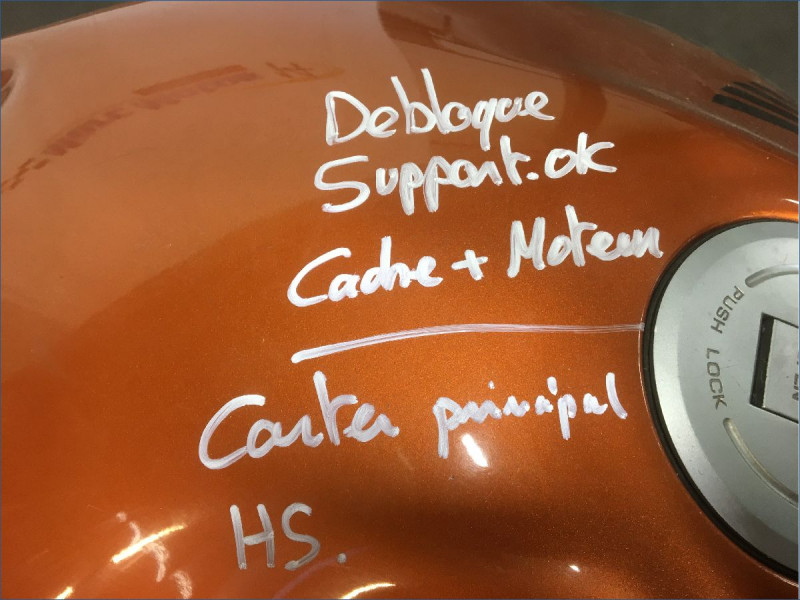 Debloque
Support.ok
Cadre + Moteur
Carter principal
HS.
PUSH
LOCK